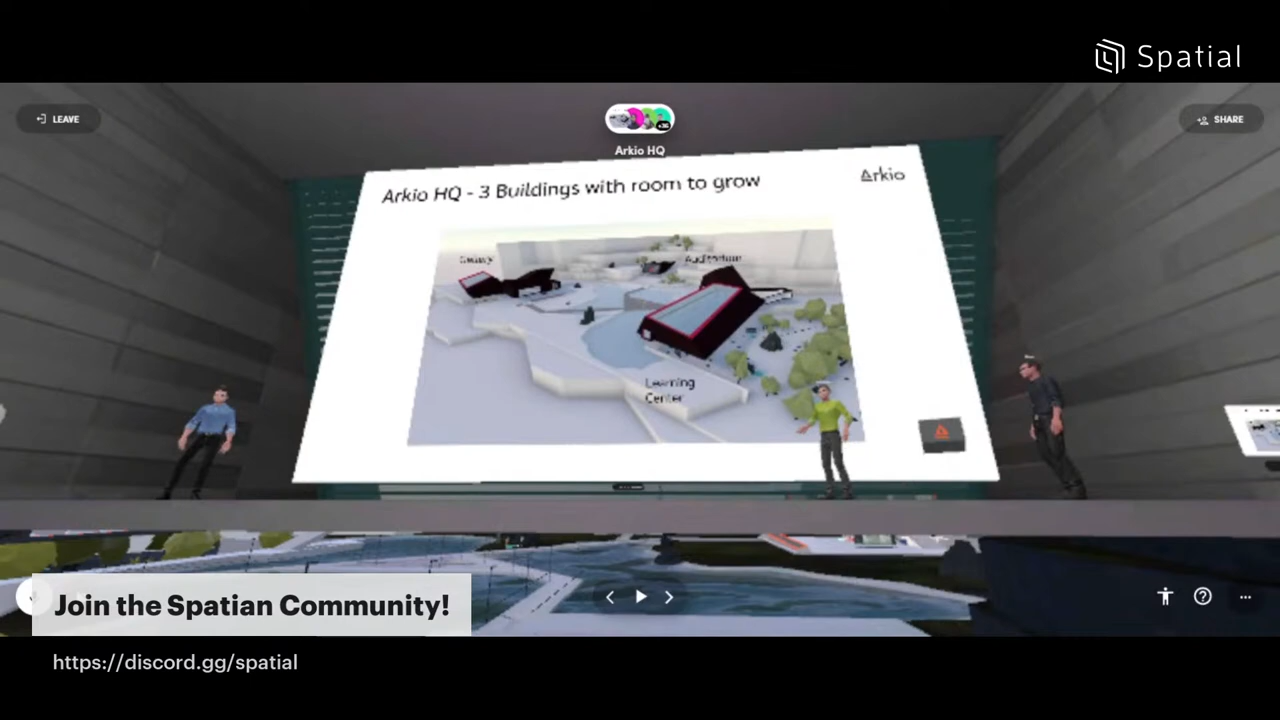 Spatial
LEAVE
SHARE
Arkio HQ
Arkio HQ - 3 Buildings with room to grow
Arkio
Auditorium
Learning
Center
Join the Spatian Community!
https://discord.gg/spatial